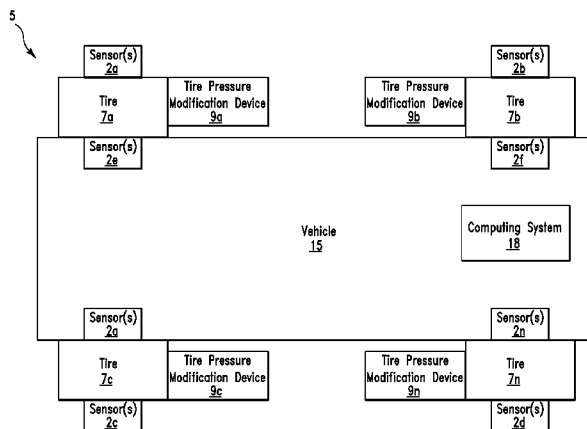 5
Sensor(s)
2a
Sensor(s)
2b
Tire
7a
Tire Pressure
Modification Device
9a
Tire Pressure
Modification Device
9b
Tire
7b
Sensor(s)
2e
Sensor(s)
2f
Vehicle
15
Computing System
18
Sensor(s)
2a
Sensor(s)
2n
Tire
7c
Tire Pressure
Modification Device
9c
Tire Pressure
Modification Device
9n
Tire
7n
Sensor(s)
2c
Sensor(s)
2d